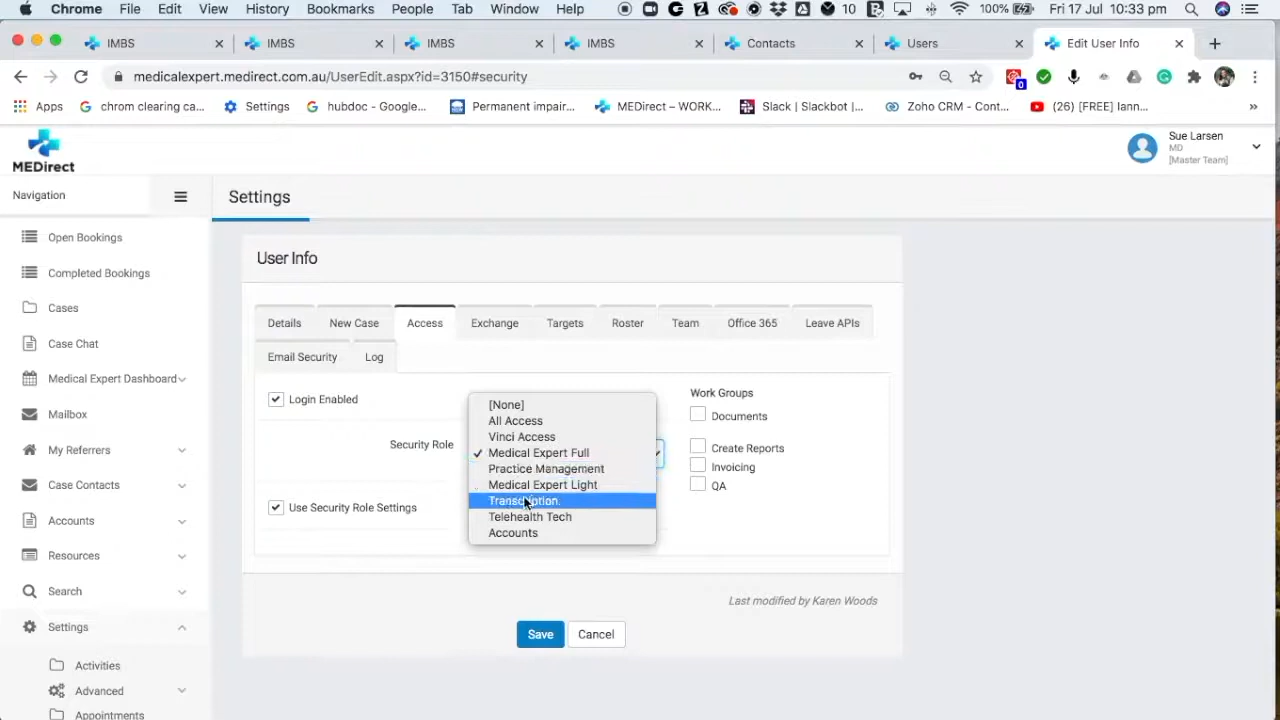 Chrome File Edit View History Bookmarks People Tab Window Help 10 100% Fri 17 Jul 10:33 pm
IMBS IMBS IMBS IMBS Contacts Users Edit User Info
medicalexpert.medirect.com.au/UserEdit.aspx?id=3150#security
0
Apps chrom clearing ca... Settings hubdoc - Google... Permanent impair... MEDirect – WORK... Slack | Slackbot |... Zoho CRM - Cont... (26) [FREE] Iann... »
MEDirect
Sue Larsen
MD
[Master Team]
Navigation
Settings
Open Bookings
Completed Bookings
Cases
Case Chat
Medical Expert Dashboard
Mailbox
My Referrers
Case Contacts
Accounts
Resources
Search
Settings
Activities
Advanced
Appointments
User Info
Details New Case Access Exchange Targets Roster Team Office 365 Leave APIs
Email Security Log
Login Enabled
Security Role
Use Security Role Settings
[None]
All Access
Vinci Access
Medical Expert Full
Practice Management
Medical Expert Light
Transcription.
Telehealth Tech
Accounts
Work Groups
Documents
Create Reports
Invoicing
QA
Last modified by Karen Woods
Save Cancel